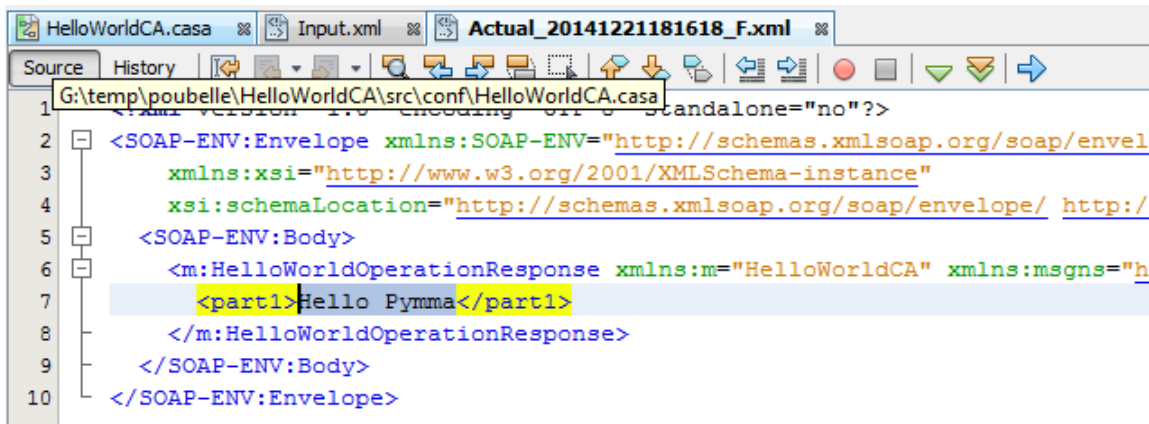 HelloWorldCA.casa Input.xml Actual_20141221181618_F.xml
Source History
G:\temp\poubelle\HelloWorldCA\src\conf\HelloWorldCA.casa
1 standalone="no"?>
2 <SOAP-ENV:Envelope xmlns:SOAP-ENV="http://schemas.xmlsoap.org/soap/envel
3 xmlns:xsi="http://www.w3.org/2001/XMLSchema-instance"
4 xsi:schemaLocation="http://schemas.xmlsoap.org/soap/envelope/ http:/
5 <SOAP-ENV:Body>
6 <m:HelloWorldOperationResponse xmlns:m="HelloWorldCA" xmlns:msgns="h
7 <part1>Hello Pymma</part1>
8 </m:HelloWorldOperationResponse>
9 </SOAP-ENV:Body>
10 </SOAP-ENV:Envelope>